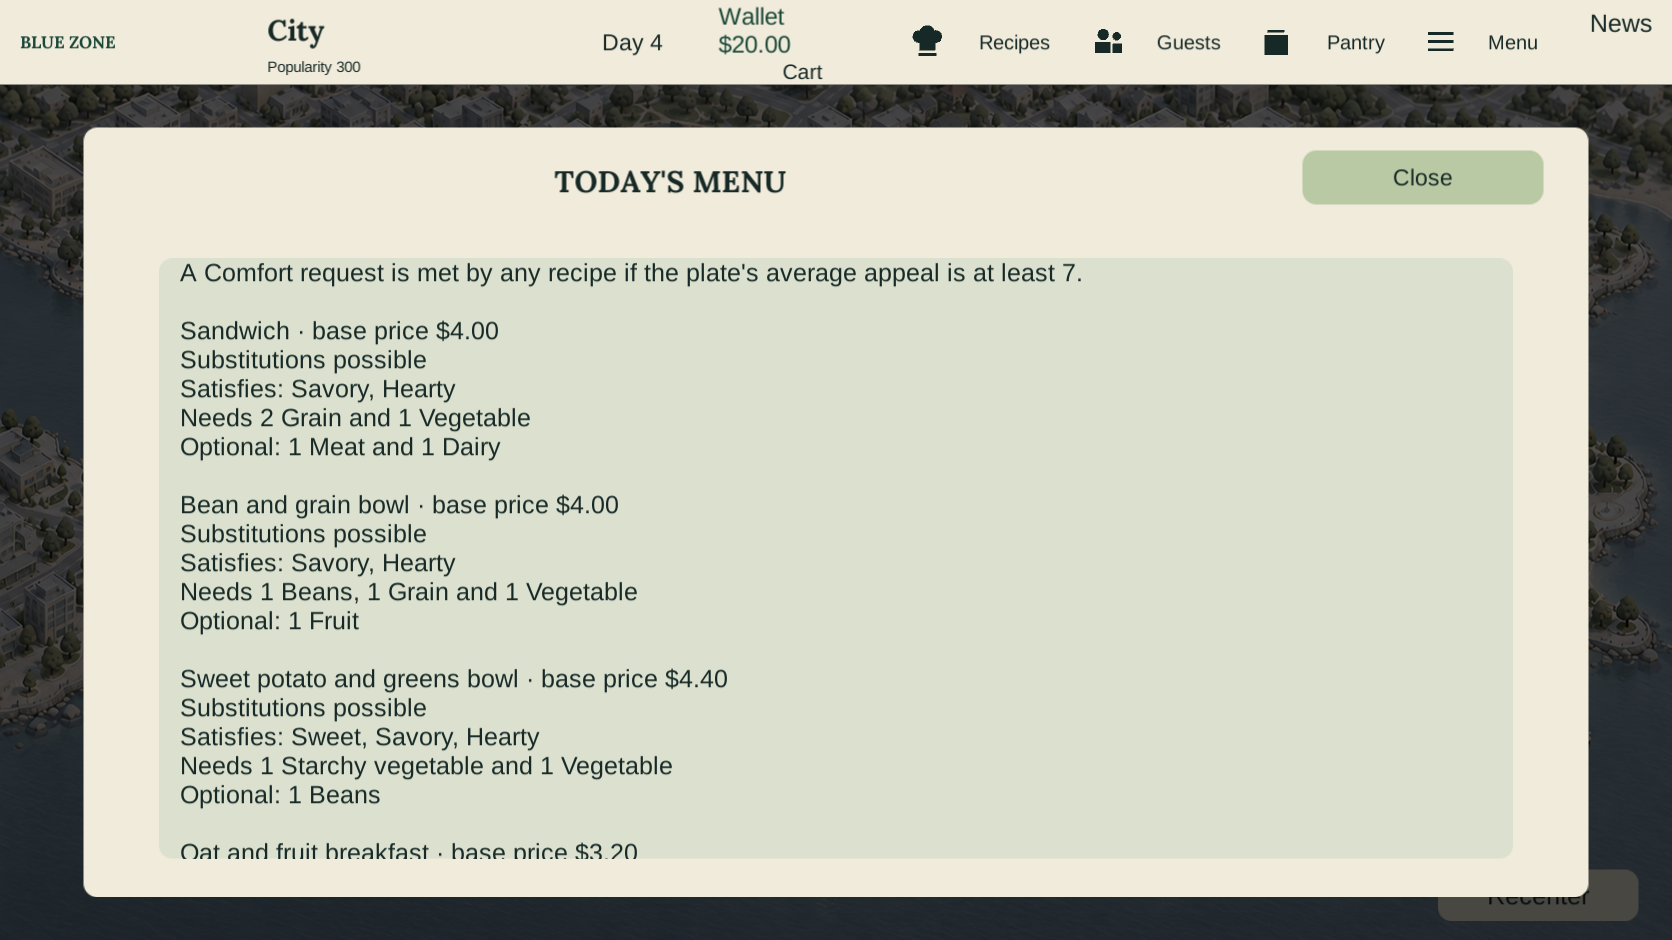 BLUE ZONE
City
Popularity 300
Day 4
Wallet
$20.00
Cart
Recipes
Guests
Pantry
Menu
News
TODAY'S MENU
Close
A Comfort request is met by any recipe if the plate's average appeal is at least 7.
Sandwich · base price $4.00
Substitutions possible
Satisfies: Savory, Hearty
Needs 2 Grain and 1 Vegetable
Optional: 1 Meat and 1 Dairy
Bean and grain bowl · base price $4.00
Substitutions possible
Satisfies: Savory, Hearty
Needs 1 Beans, 1 Grain and 1 Vegetable
Optional: 1 Fruit
Sweet potato and greens bowl · base price $4.40
Substitutions possible
Satisfies: Sweet, Savory, Hearty
Needs 1 Starchy vegetable and 1 Vegetable
Optional: 1 Beans
Oat and fruit breakfast · base price $3.20
Recenter